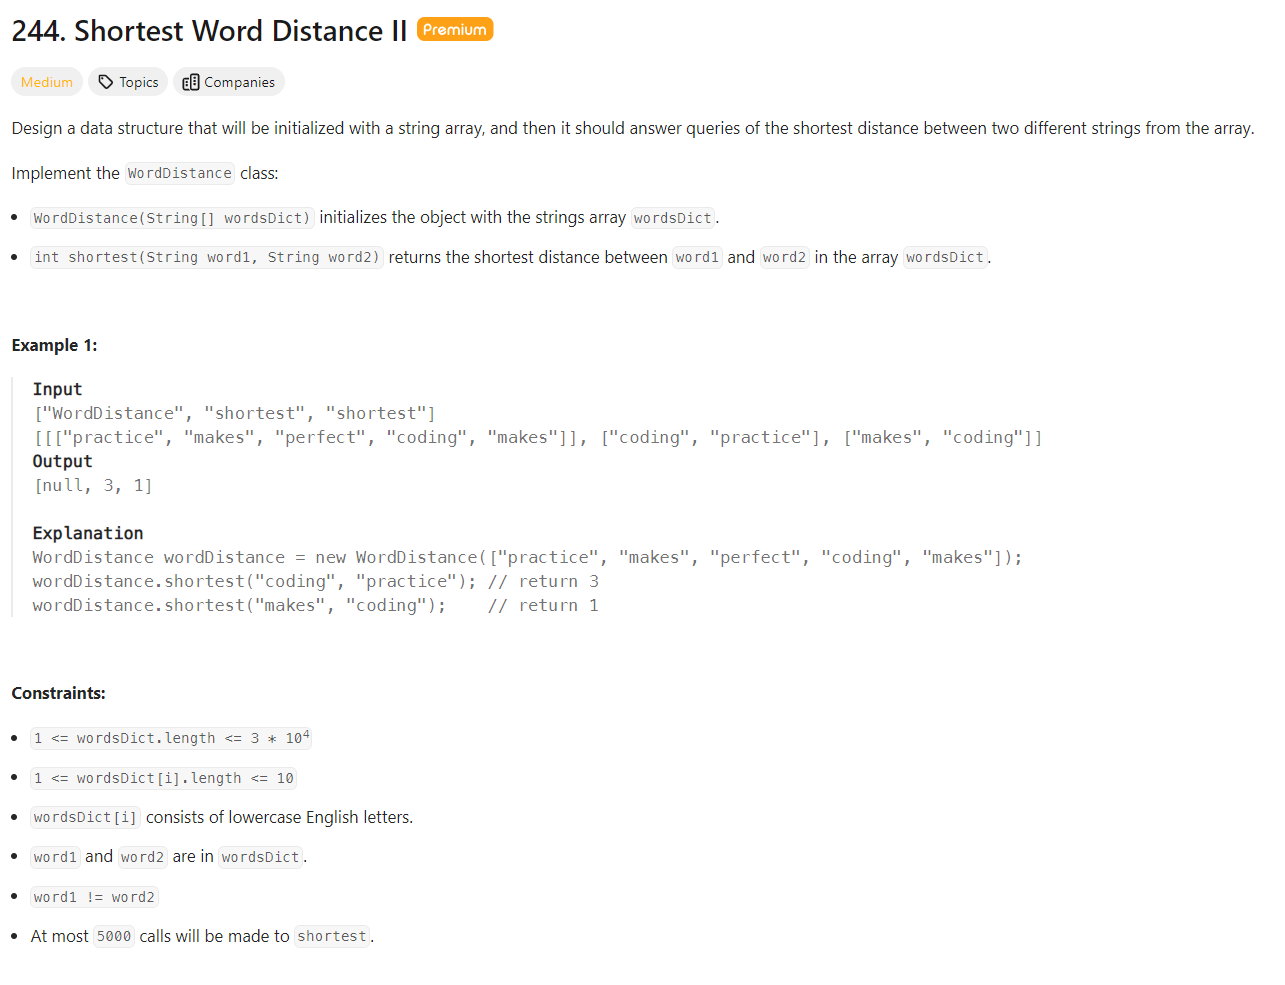 244. Shortest Word Distance II Premium
Medium Topics Companies
Design a data structure that will be initialized with a string array, and then it should answer queries of the shortest distance between two different strings from the array.
Implement the WordDistance class:
• WordDistance(String[] wordsDict) initializes the object with the strings array wordsDict.
• int shortest(String word1, String word2) returns the shortest distance between word1 and word2 in the array wordsDict.
Example 1:
Input
["WordDistance", "shortest", "shortest"]
[[["practice", "makes", "perfect", "coding", "makes"]], ["coding", "practice"], ["makes", "coding"]]
Output
[null, 3, 1]
Explanation
WordDistance wordDistance = new WordDistance(["practice", "makes", "perfect", "coding", "makes"]);
wordDistance.shortest("coding", "practice"); // return 3
wordDistance.shortest("makes", "coding");    // return 1
Constraints:
• 1 <= wordsDict.length <= 3 * 10⁴
• 1 <= wordsDict[i].length <= 10
• wordsDict[i] consists of lowercase English letters.
• word1 and word2 are in wordsDict.
• word1 != word2
• At most 5000 calls will be made to shortest.